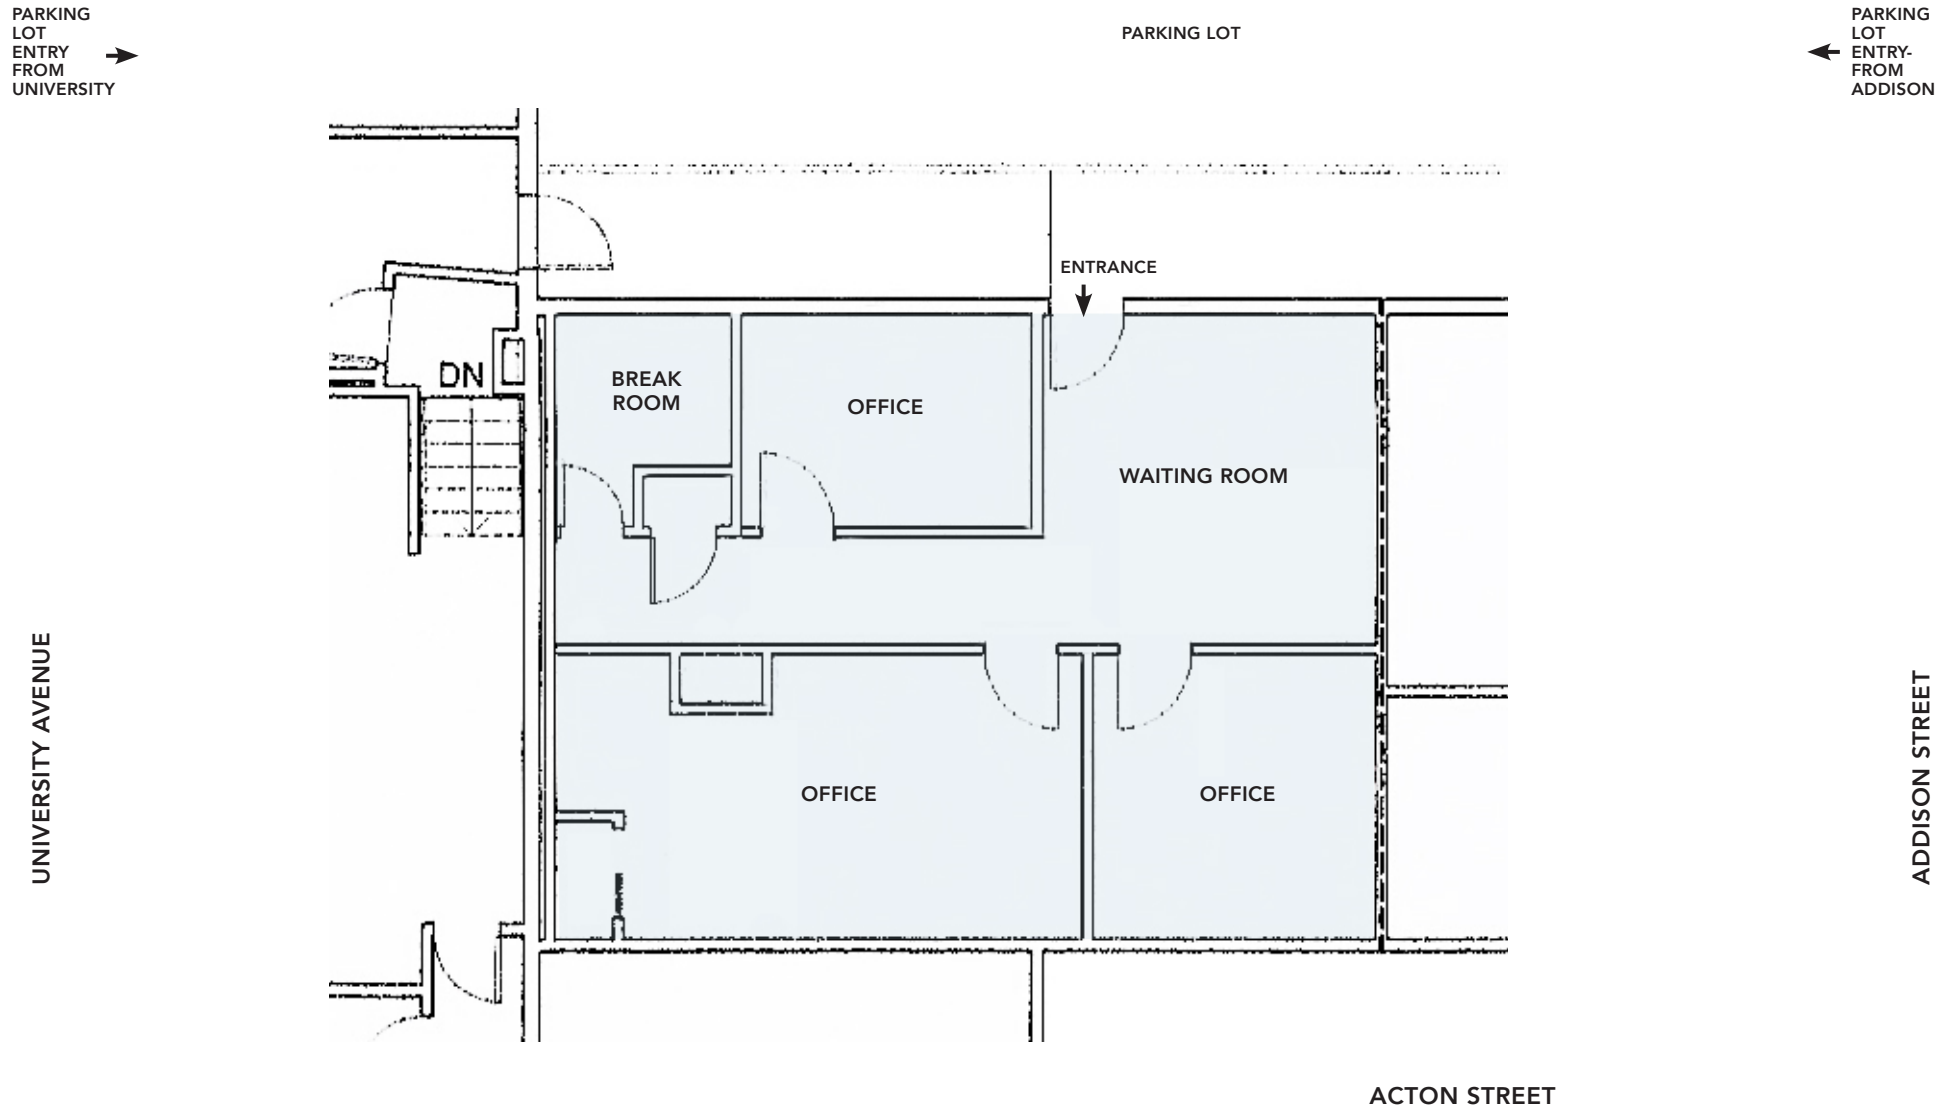 PARKING
LOT
ENTRY
FROM
UNIVERSITY
PARKING LOT
PARKING
LOT
ENTRY-
FROM
ADDISON
ENTRANCE
DN
BREAK
ROOM
OFFICE
WAITING ROOM
UNIVERSITY AVENUE
OFFICE
OFFICE
ADDISON STREET
ACTON STREET